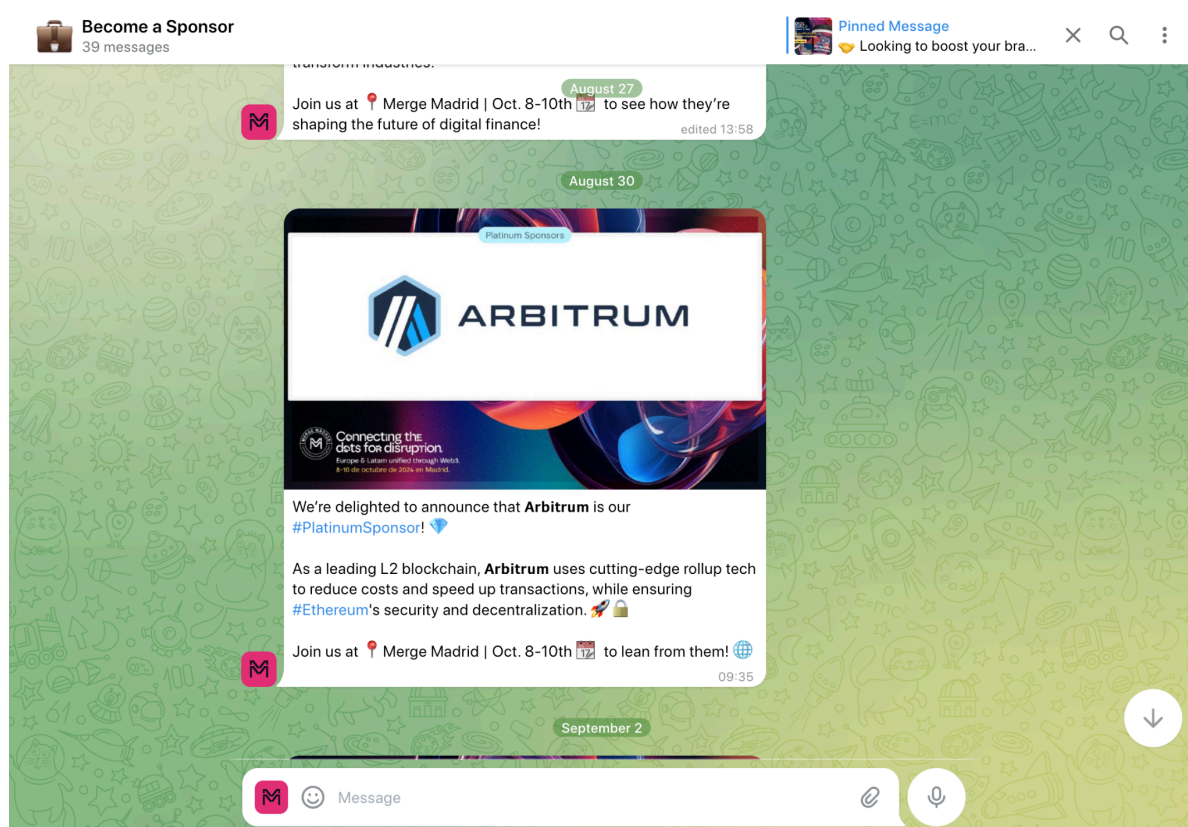 Become a Sponsor
39 messages
Pinned Message
🤝 Looking to boost your bra...
transform industries.
August 27
Join us at 📍 Merge Madrid | Oct. 8-10th 📆 to see how they're
shaping the future of digital finance!
edited 13:58
August 30
Platinum Sponsors
ARBITRUM
MERGE MADRID
Connecting the
dots for disruption.
Europe & Latam unified through Web3.
8-10 de octubre de 2024 en Madrid.
We're delighted to announce that Arbitrum is our
#PlatinumSponsor! 💎
As a leading L2 blockchain, Arbitrum uses cutting-edge rollup tech
to reduce costs and speed up transactions, while ensuring
#Ethereum's security and decentralization. 🚀🔒
Join us at 📍 Merge Madrid | Oct. 8-10th 📆 to lean from them! 🌐
09:35
September 2
Message